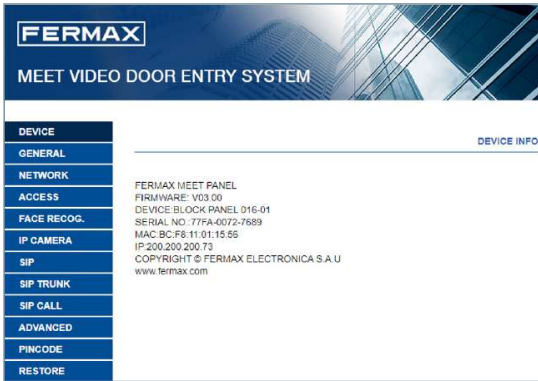 FERMAX
MEET VIDEO DOOR ENTRY SYSTEM
DEVICE
GENERAL
NETWORK
ACCESS
FACE RECOG.
IP CAMERA
SIP
SIP TRUNK
SIP CALL
ADVANCED
PINCODE
RESTORE
DEVICE INFO
FERMAX MEET PANEL
FIRMWARE: V03.00
DEVICE:BLOCK PANEL 016-01
SERIAL NO.:77FA-0072-7689
MAC:BC:F8:11:01:15:56
IP:200.200.200.73
COPYRIGHT © FERMAX ELECTRONICA S.A.U
www.fermax.com